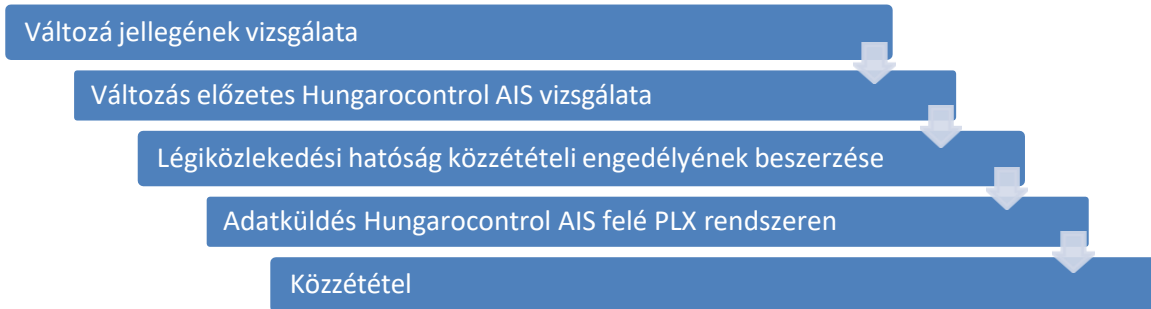 Változá jellegének vizsgálata
Változás előzetes Hungarocontrol AIS vizsgálata
Légiközlekedési hatóság közzétételi engedélyének beszerzése
Adatküldés Hungarocontrol AIS felé PLX rendszeren
Közzététel